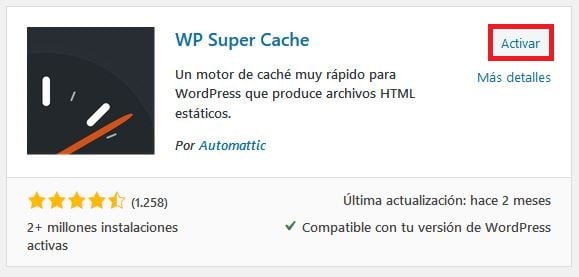 WP Super Cache
Activar
Más detalles
Un motor de caché muy rápido para
WordPress que produce archivos HTML
estáticos.
Por Automattic
(1.258)
Última actualización: hace 2 meses
2+ millones instalaciones
activas
Compatible con tu versión de WordPress